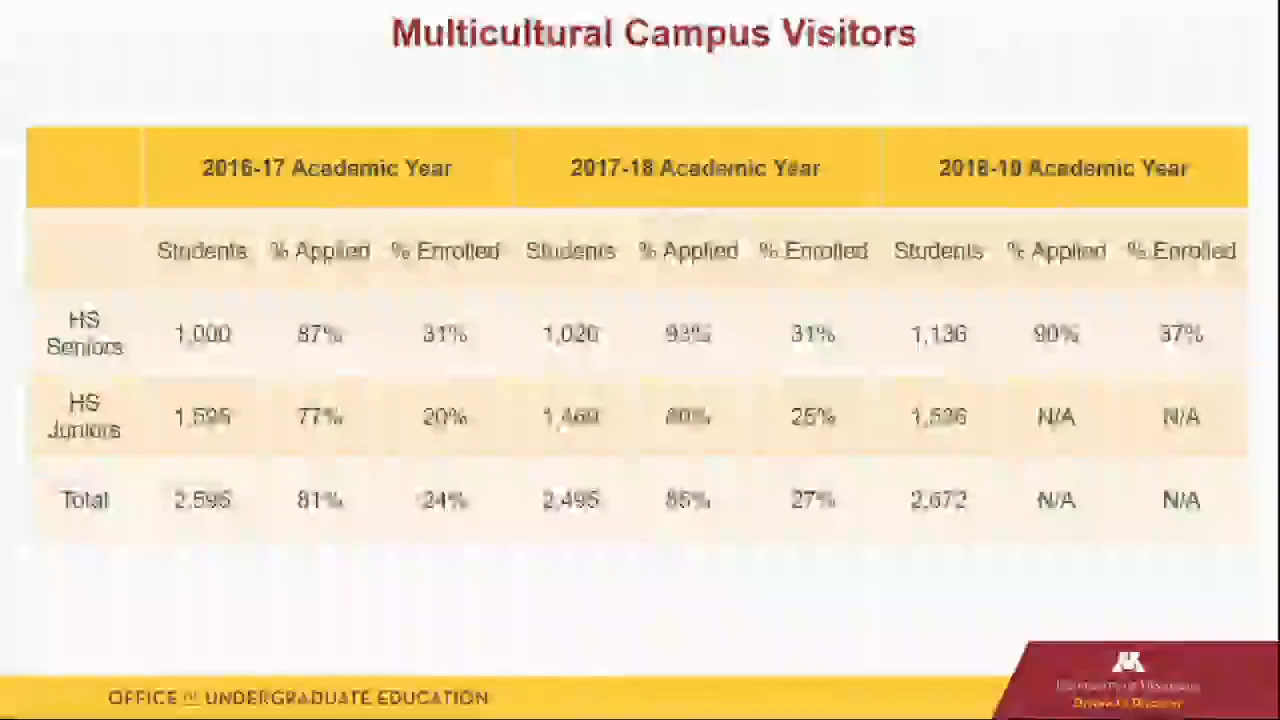 Multicultural Campus Visitors
2016-17 Academic Year 2017-18 Academic Year 2018-19 Academic Year
Students % Applied % Enrolled Students % Applied % Enrolled Students % Applied % Enrolled
HS
Seniors
1,000 87% 31% 1,026 93% 31% 1,136 90% 37%
HS
Juniors
1,595 77% 20% 1,469 80% 25% 1,536 N/A N/A
Total 2,595 81% 24% 2,495 85% 27% 2,672 N/A N/A
M
OFFICE OF UNDERGRADUATE EDUCATION
UNIVERSITY OF MINNESOTA